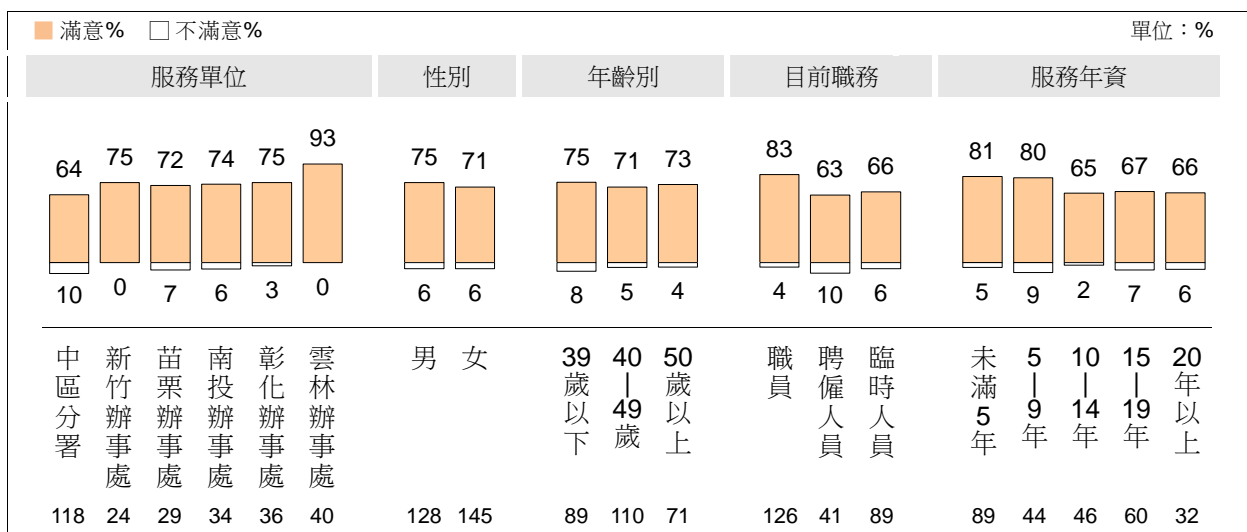 滿意% 不滿意% 單位：%
服務單位 性別 年齡別 目前職務 服務年資
64 75 72 74 75 93 75 71 75 71 73 83 63 66 81 80 65 67 66
10 0 7 6 3 0 6 6 8 5 4 4 10 6 5 9 2 7 6
中區分署
新竹辦事處
苗栗辦事處
南投辦事處
彰化辦事處
雲林辦事處
男
女
39歲以下
40—49歲
50歲以上
職員
聘僱人員
臨時人員
未滿5年
5—9年
10—14年
15—19年
20年以上
118 24 29 34 36 40 128 145 89 110 71 126 41 89 89 44 46 60 32